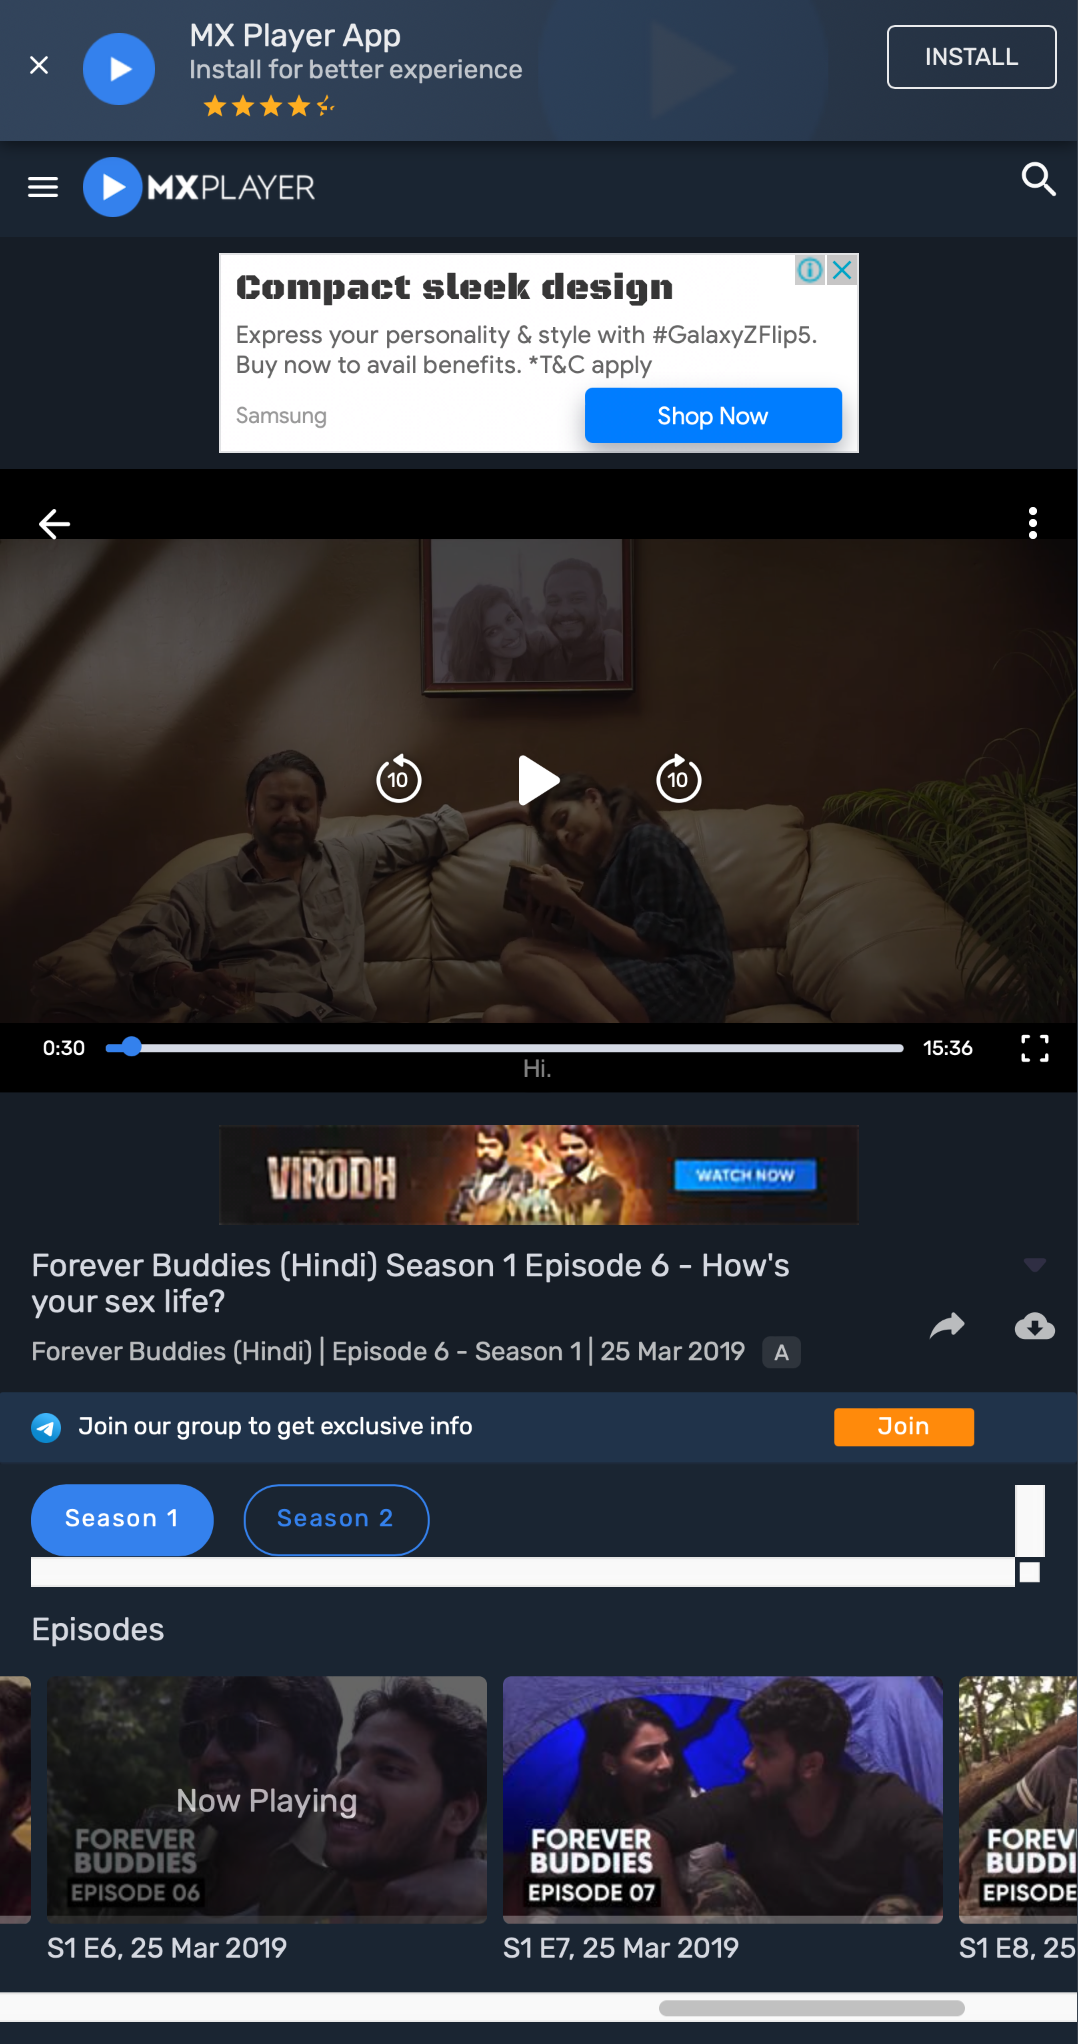 MX Player App
Install for better experience
INSTALL
MXPLAYER
Compact sleek design
Express your personality & style with #GalaxyZFlip5.
Buy now to avail benefits. *T&C apply
Samsung
Shop Now
10
10
0:30
15:36
Hi.
VIRODH
WATCH NOW
Forever Buddies (Hindi) Season 1 Episode 6 - How's
your sex life?
Forever Buddies (Hindi) | Episode 6 - Season 1 | 25 Mar 2019 A
Join our group to get exclusive info
Join
Season 1
Season 2
Episodes
Now Playing
FOREVER
BUDDIES
EPISODE 06
FOREVER
BUDDIES
EPISODE 07
FOREV
BUDDI
EPISODE
S1 E6, 25 Mar 2019
S1 E7, 25 Mar 2019
S1 E8, 25